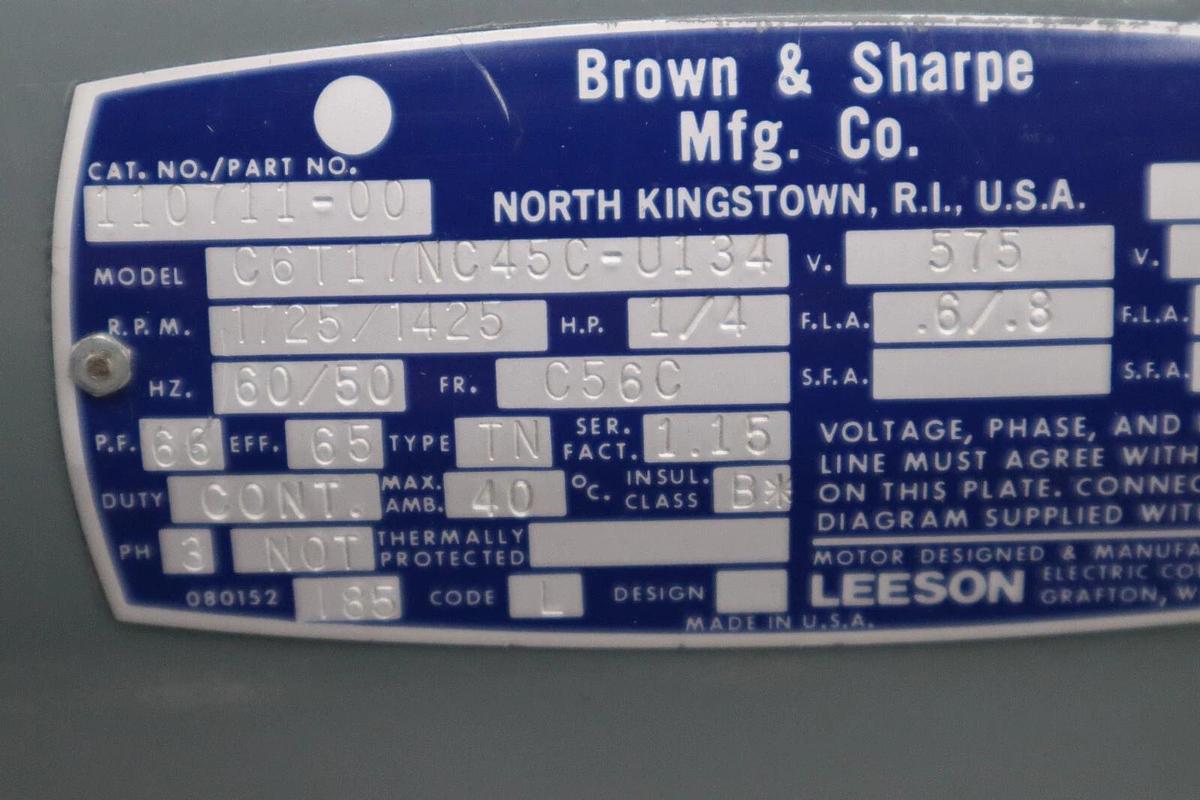 Brown & Sharpe
Mfg. Co.
NORTH KINGSTOWN, R.I., U.S.A.
CAT. NO./PART NO.
110711-00
MODEL C6T17NC45C-U134 V. 575 V.
R.P.M. 1725/1425 H.P. 1/4 F.L.A. .6/.8 F.L.A.
HZ. 60/50 FR. C56C S.F.A. S.F.A.
P.F. 66 EFF. 65 TYPE TN SER. FACT. 1.15
DUTY CONT. MAX. AMB. 40 °C. INSUL. CLASS B*
PH 3 NOT THERMALLY PROTECTED
080152 185 CODE L DESIGN
VOLTAGE, PHASE, AND
LINE MUST AGREE WITH
ON THIS PLATE. CONNEC
DIAGRAM SUPPLIED WIT
MOTOR DESIGNED & MANUFA
LEESON ELECTRIC CO
GRAFTON, W
MADE IN U.S.A.